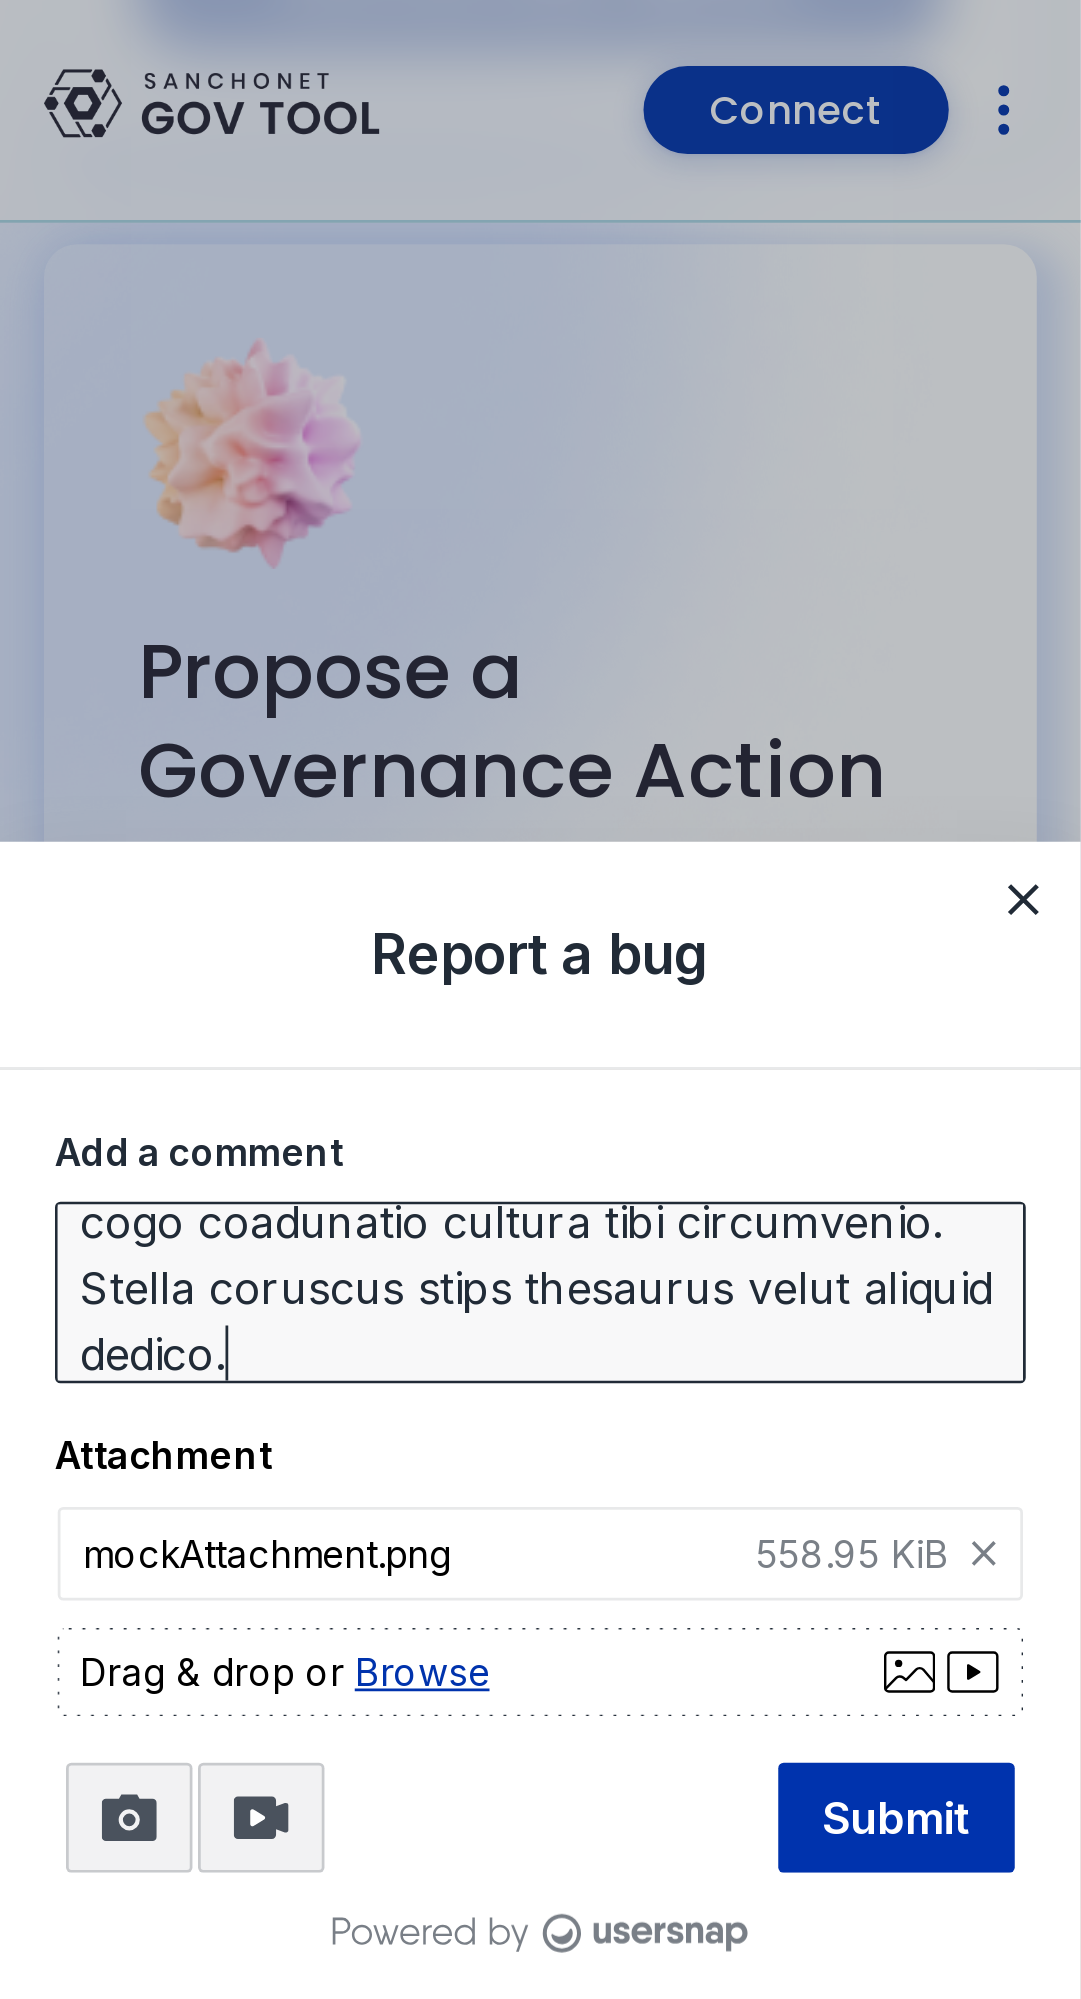 SANCHONET
GOV TOOL
Connect
Propose a
Governance Action
Report a bug
Add a comment
cogo coadunatio cultura tibi circumvenio.
Stella coruscus stips thesaurus velut aliquid
dedico.
Attachment
mockAttachment.png 558.95 KiB
Drag & drop or Browse
Submit
Powered by usersnap